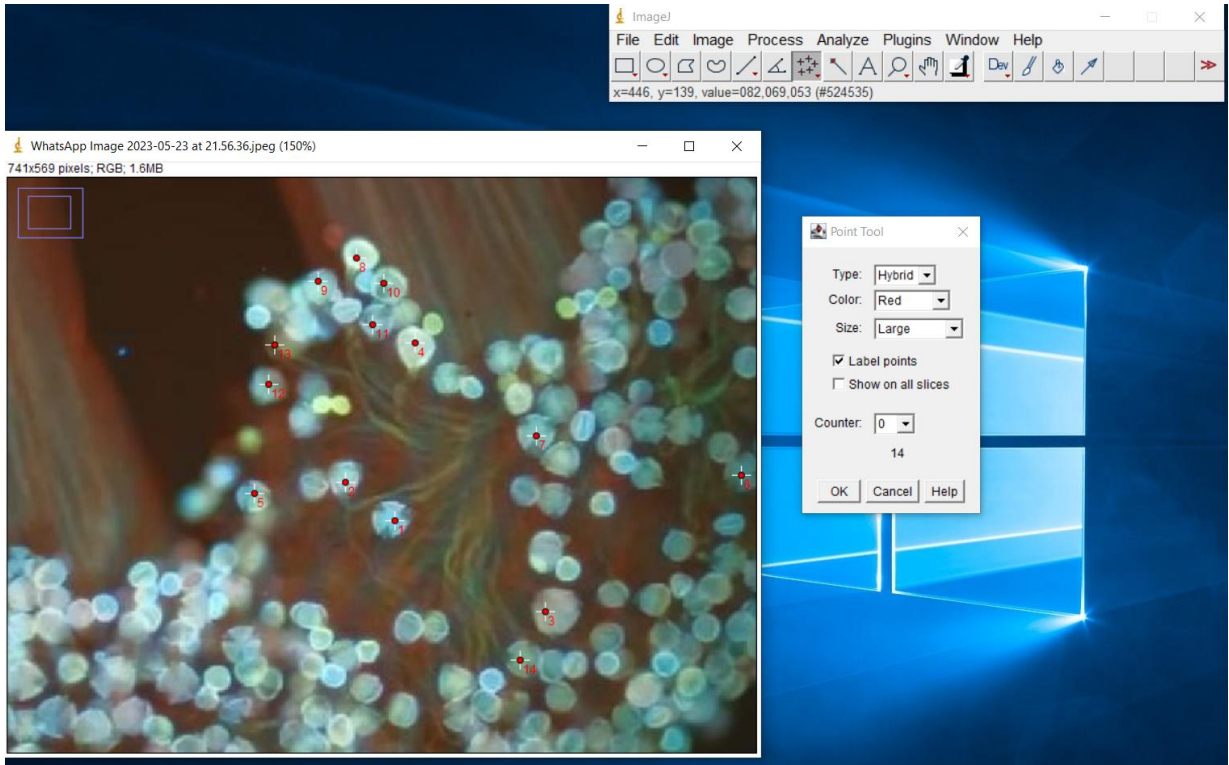 ImageJ
File Edit Image Process Analyze Plugins Window Help
Dev
x=446, y=139, value=082,069,053 (#524535)
WhatsApp Image 2023-05-23 at 21.56.36.jpeg (150%)
741x569 pixels; RGB; 1.6MB
8
9
10
11
4
13
12
7
6
2
5
1
3
14
Point Tool
Type: Hybrid
Color: Red
Size: Large
Label points
Show on all slices
Counter: 0
14
OK Cancel Help